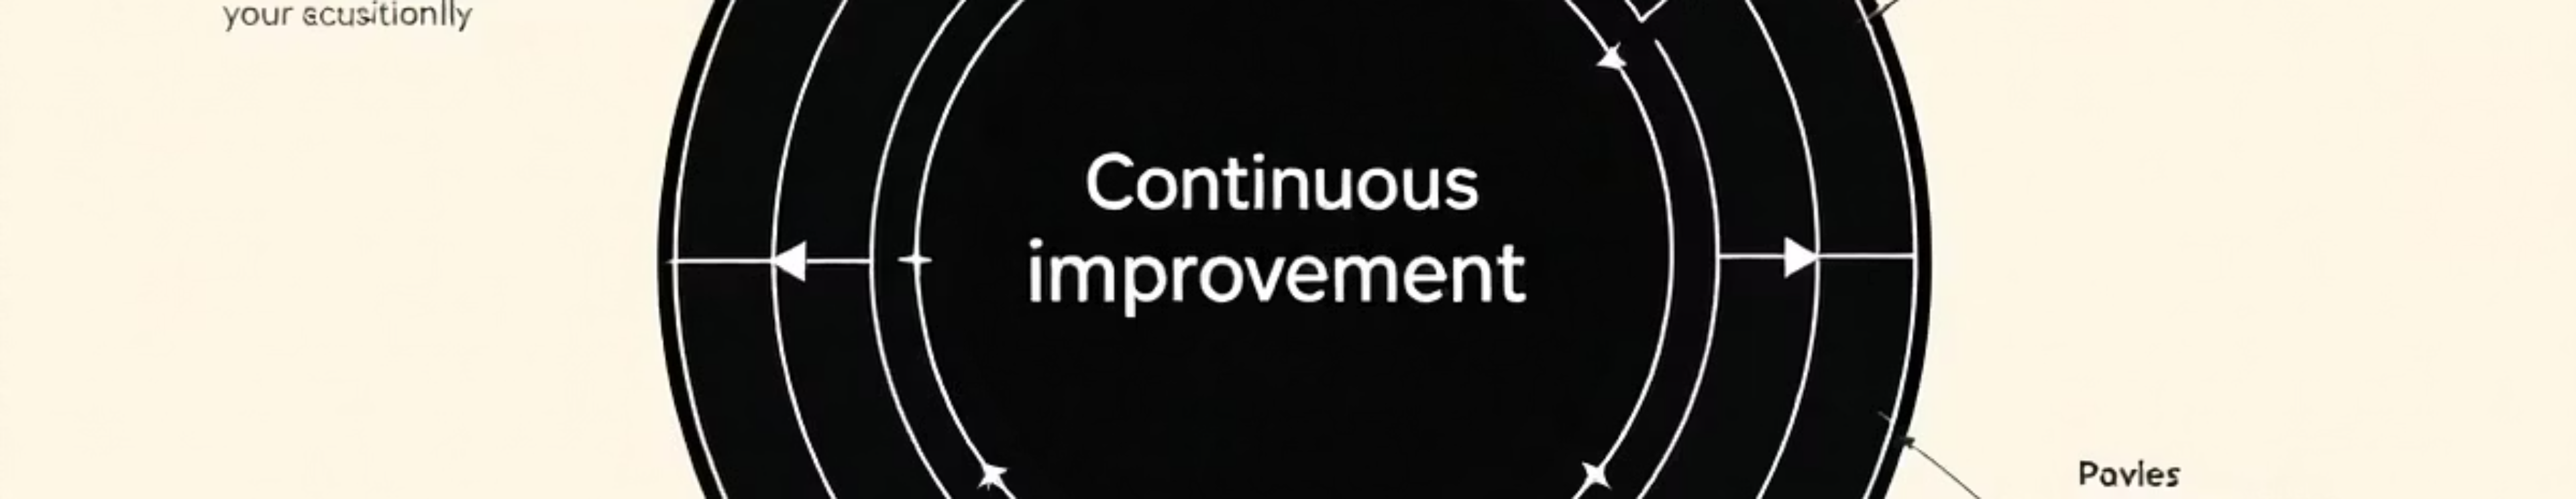 your acusitionlly
Continuous
improvement
Pavles